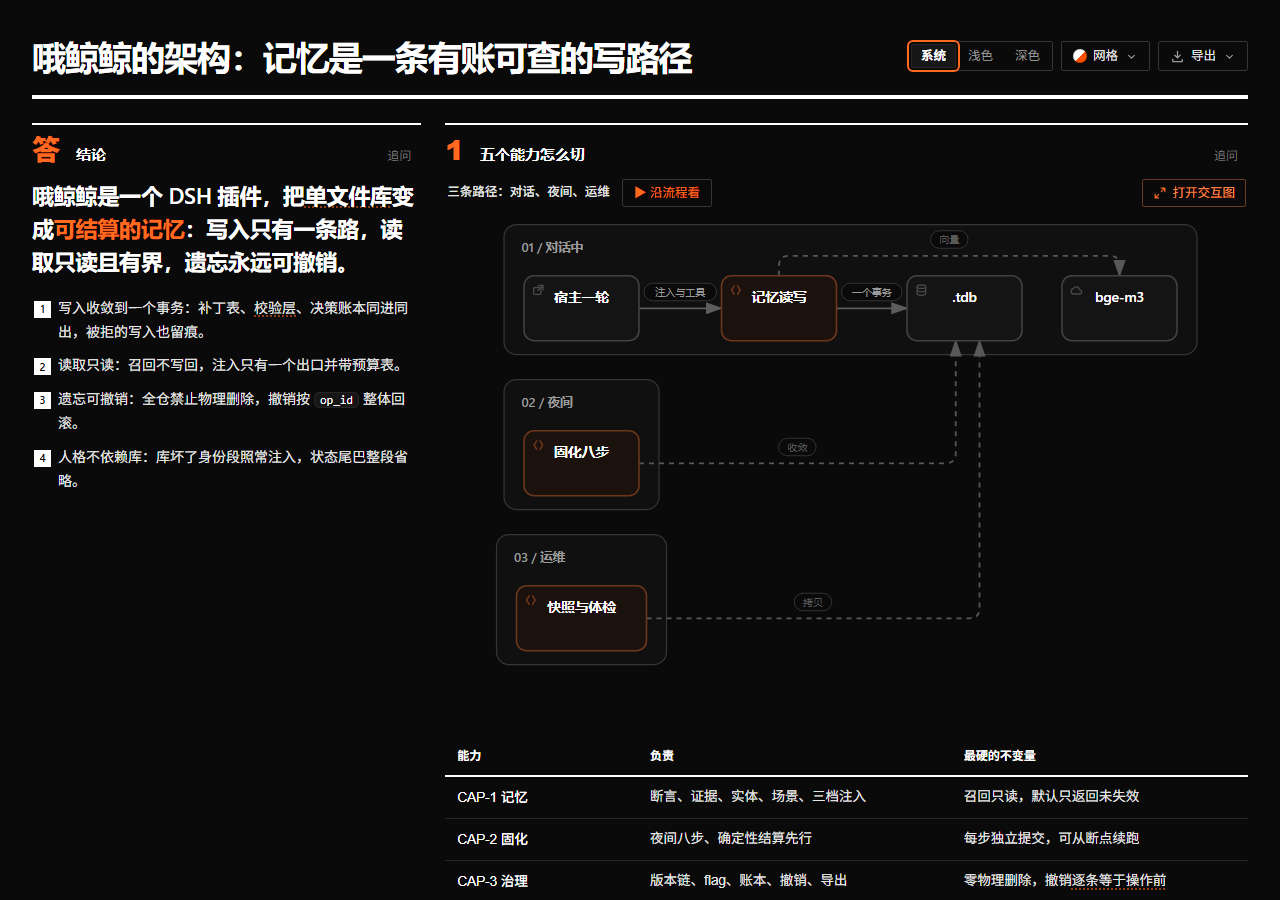 哦鲸鲸的架构：记忆是一条有账可查的写路径
系统 浅色 深色 网格 导出
答 结论 追问
哦鲸鲸是一个 DSH 插件，把单文件库变
成可结算的记忆：写入只有一条路，读
取只读且有界，遗忘永远可撤销。
1 写入收敛到一个事务：补丁表、校验层、决策账本同进同
出，被拒的写入也留痕。
2 读取只读：召回不写回，注入只有一个出口并带预算表。
3 遗忘可撤销：全仓禁止物理删除，撤销按 op_id 整体回
滚。
4 人格不依赖库：库坏了身份段照常注入，状态尾巴整段省
略。
1 五个能力怎么切 追问
三条路径：对话、夜间、运维 沿流程看 打开交互图
01 / 对话中
向量
宿主一轮
注入与工具
记忆读写
一个事务
.tdb
bge-m3
02 / 夜间
固化八步
收敛
03 / 运维
快照与体检
拷贝
能力 负责 最硬的不变量
CAP-1 记忆 断言、证据、实体、场景、三档注入 召回只读，默认只返回未失效
CAP-2 固化 夜间八步、确定性结算先行 每步独立提交，可从断点续跑
CAP-3 治理 版本链、flag、账本、撤销、导出 零物理删除，撤销逐条等于操作前